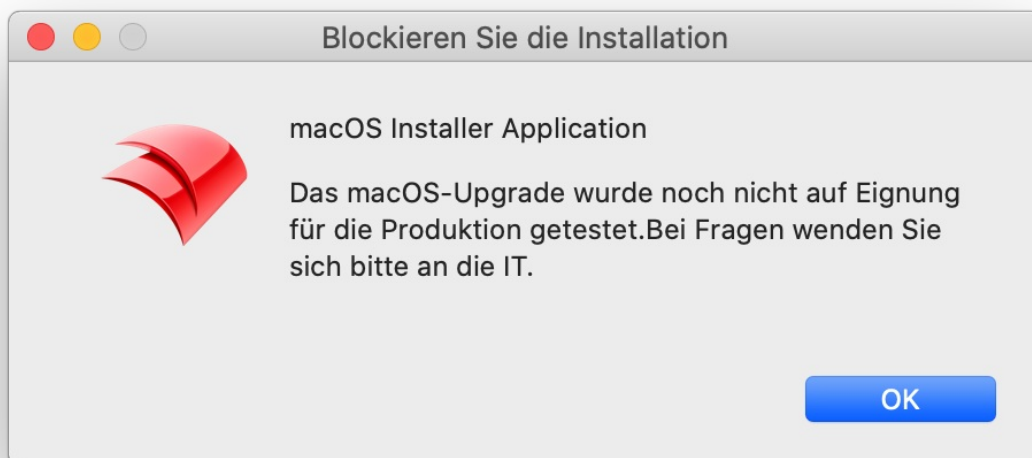 Blockieren Sie die Installation
macOS Installer Application
Das macOS-Upgrade wurde noch nicht auf Eignung
für die Produktion getestet.Bei Fragen wenden Sie
sich bitte an die IT.
OK